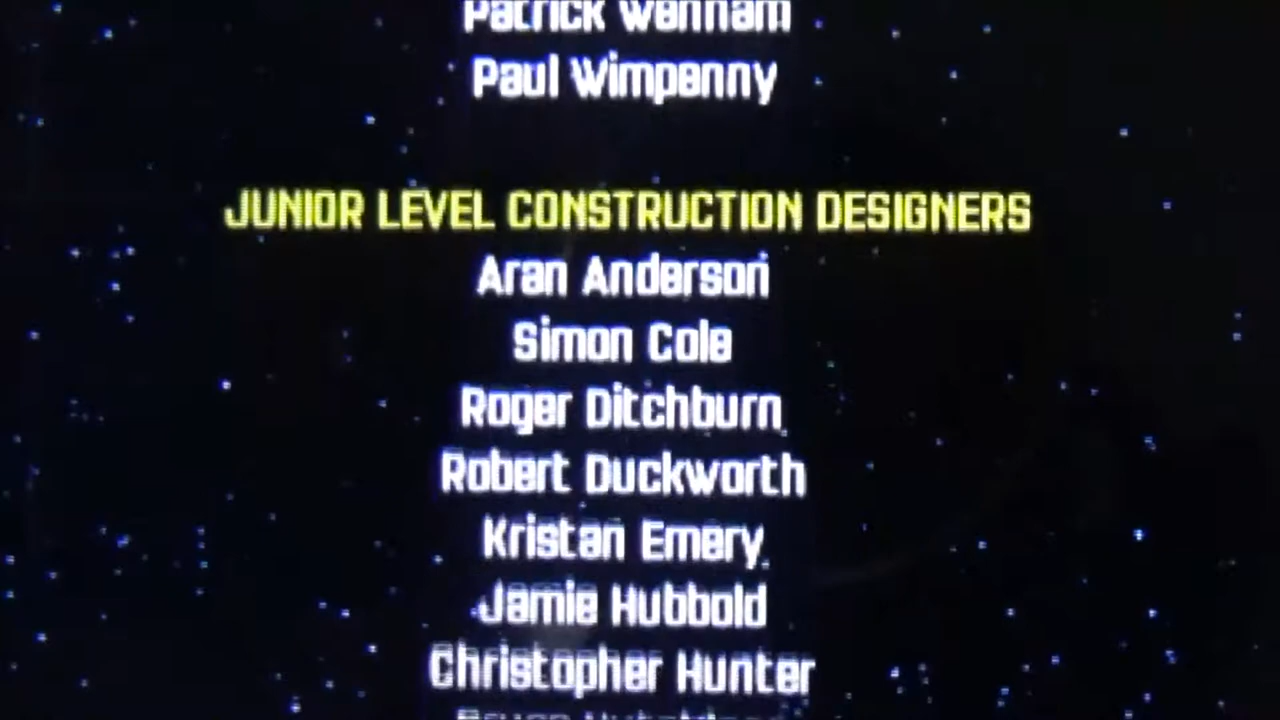 Patrick Wenham
Paul Wimpenny
JUNIOR LEVEL CONSTRUCTION DESIGNERS
Aran Anderson
Simon Cole
Roger Ditchburn
Robert Duckworth
Kristan Emery
Jamie Hubbold
Christopher Hunter